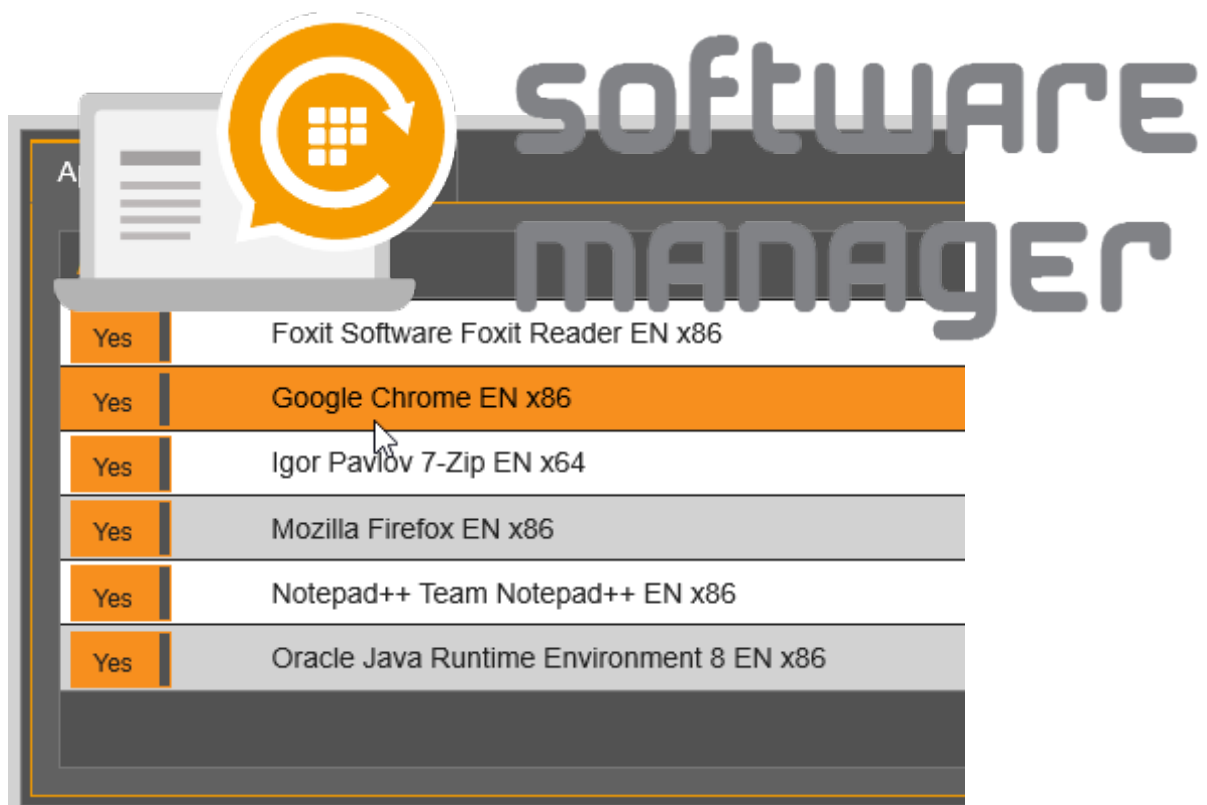 software
manager
Yes Foxit Software Foxit Reader EN x86
Yes Google Chrome EN x86
Yes Igor Pavlov 7-Zip EN x64
Yes Mozilla Firefox EN x86
Yes Notepad++ Team Notepad++ EN x86
Yes Oracle Java Runtime Environment 8 EN x86